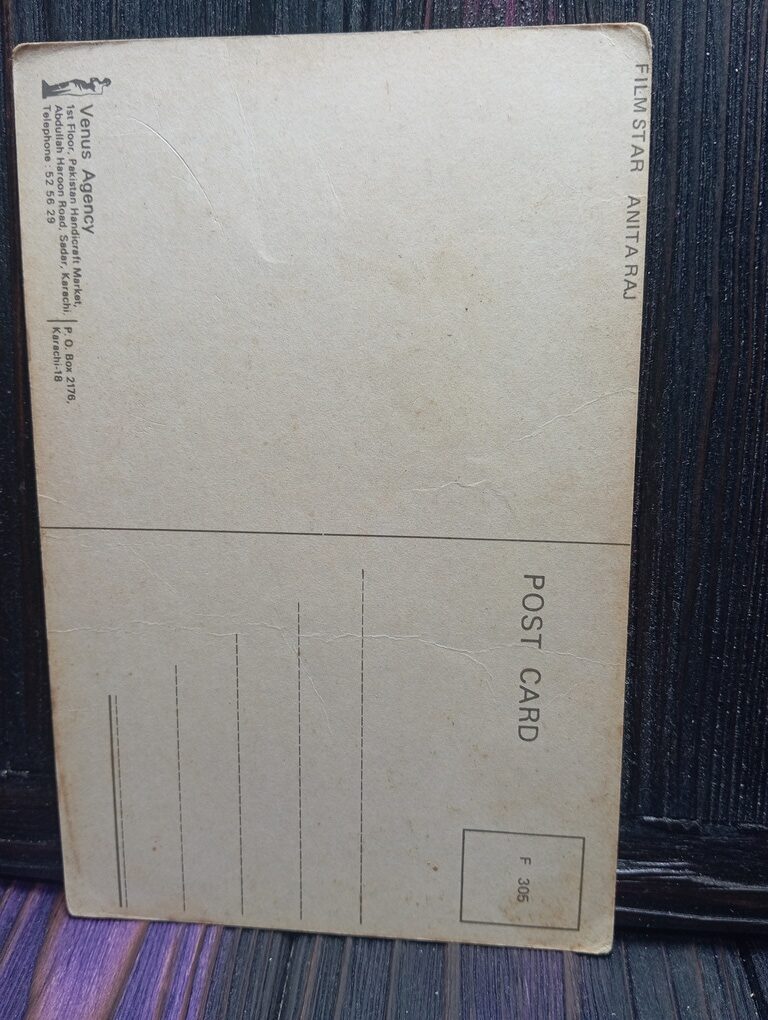 FILM STAR ANITA RAJ
POST CARD
F 305
Venus Agency
1st Floor, Pakistan Handicraft Market,
Abdullah Haroon Road, Sadar, Karachi.
Telephone : 52 56 29
P. O. Box 2176,
Karachi-18